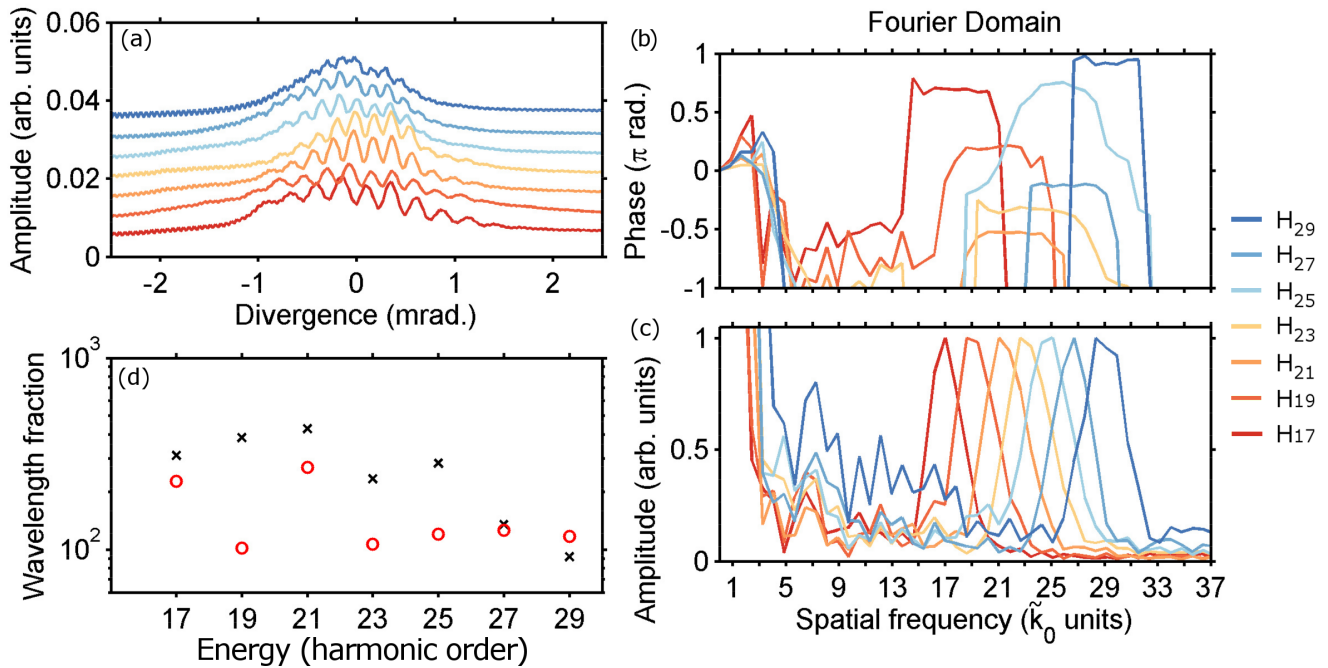 Fourier Domain
(a)
Amplitude (arb. units)
0.06
0.04
0.02
0
-2
-1
0
1
2
Divergence (mrad.)
(b)
Phase (π rad.)
1
0.5
0
-0.5
-1
(c)
Amplitude (arb. units)
1
0.5
0
1
5
9
13
17
21
25
29
33
37
Spatial frequency (k̃₀ units)
(d)
Wavelength fraction
10³
10²
17
19
21
23
25
27
29
Energy (harmonic order)
H₂₉
H₂₇
H₂₅
H₂₃
H₂₁
H₁₉
H₁₇